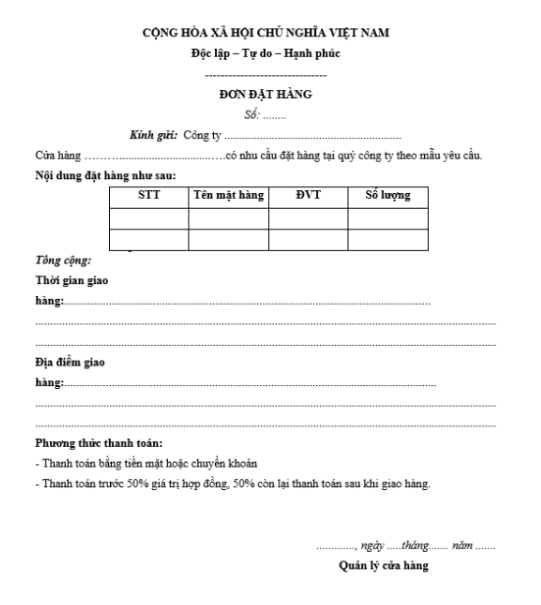 CỘNG HÒA XÃ HỘI CHỦ NGHĨA VIỆT NAM
Độc lập – Tự do – Hạnh phúc
-------------------------------
ĐƠN ĐẶT HÀNG
Số: ........
Kính gửi: Công ty ............................................................
Cửa hàng ………...................................….có nhu cầu đặt hàng tại quý công ty theo mẫu yêu cầu.
Nội dung đặt hàng như sau:
STT Tên mặt hàng ĐVT Số lượng
Tổng cộng:
Thời gian giao
hàng:............................................................................................................................
..........................................................................................................................................................
..........................................................................................................................................................
Địa điểm giao
hàng:..............................................................................................................................
..........................................................................................................................................................
..........................................................................................................................................................
Phương thức thanh toán:
- Thanh toán bằng tiền mặt hoặc chuyển khoản
- Thanh toán trước 50% giá trị hợp đồng, 50% còn lại thanh toán sau khi giao hàng.
............., ngày .....tháng....... năm .......
Quản lý cửa hàng